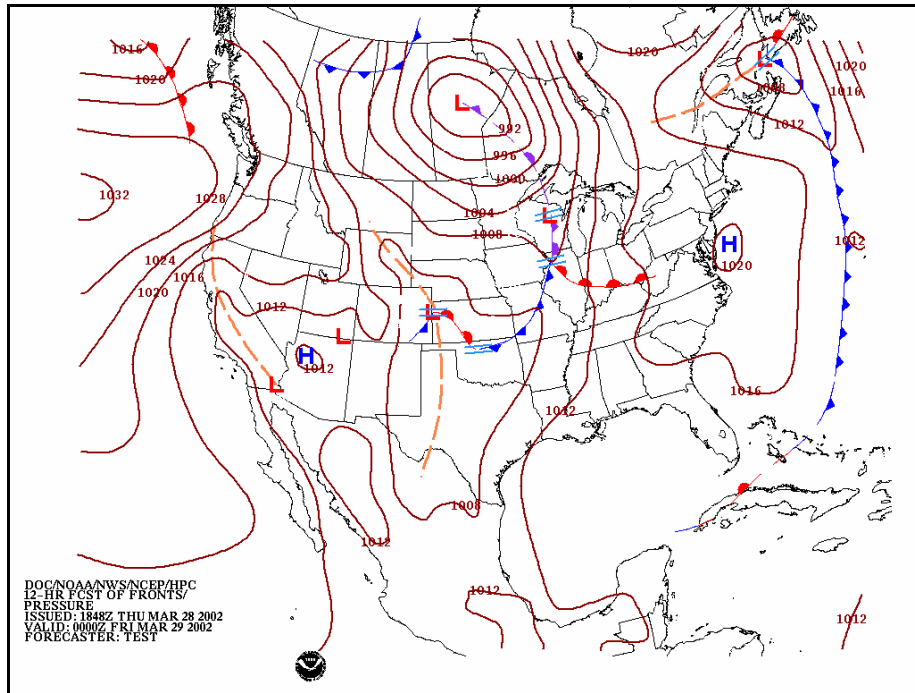 1016
1020
1020
L
1020
L
1008
1016
992
1012
996
1000
1032
1028
1004
L
1008
H
1012
1024
1020
1016
1020
1012
L
L
H
1012
L
1016
1012
1008
1012
1012
1012
DOC/NOAA/NWS/NCEP/HPC
12-HR FCST OF FRONTS/
PRESSURE
ISSUED: 1848Z THU MAR 28 2002
VALID: 0000Z FRI MAR 29 2002
FORECASTER: TEST